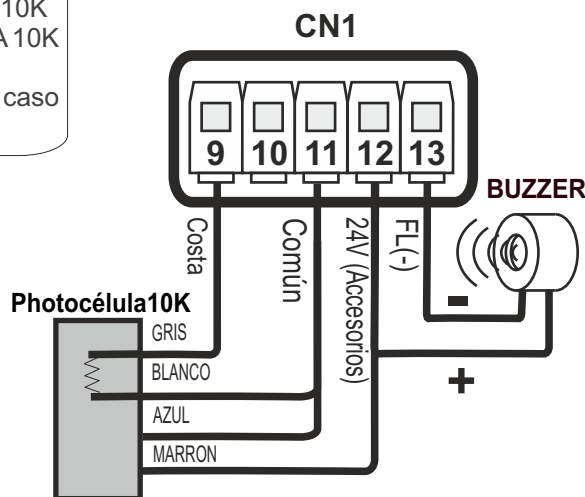 10K
A 10K
caso
CN1
9 10 11 12 13
BUZZER
Costa
Común
24V (Accesorios)
FL(-)
-
+
Photocélula10K
GRIS
BLANCO
AZUL
MARRON